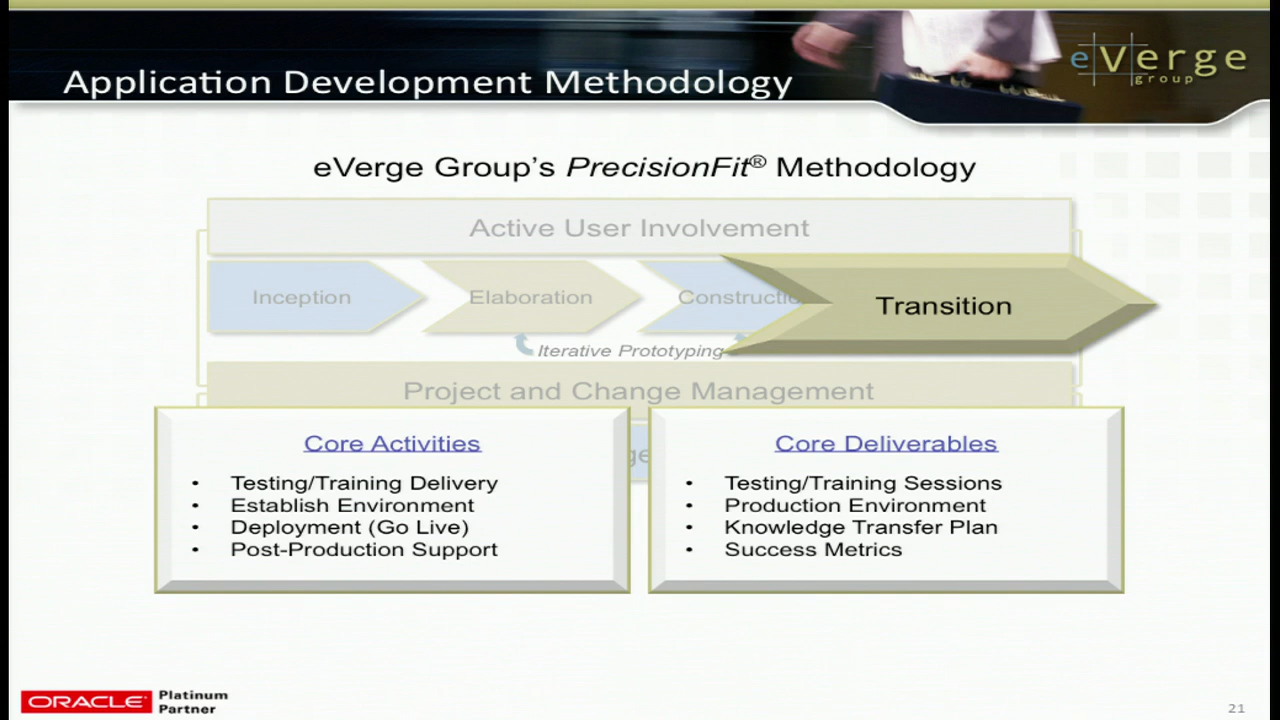 Application Development Methodology
eVerge
group
eVerge Group's PrecisionFit® Methodology
Active User Involvement
Inception
Elaboration
Constructio
Transition
Iterative Prototyping
Project and Change Management
ge
Core Activities
• Testing/Training Delivery
• Establish Environment
• Deployment (Go Live)
• Post-Production Support
Core Deliverables
• Testing/Training Sessions
• Production Environment
• Knowledge Transfer Plan
• Success Metrics
ORACLE Platinum
Partner
21